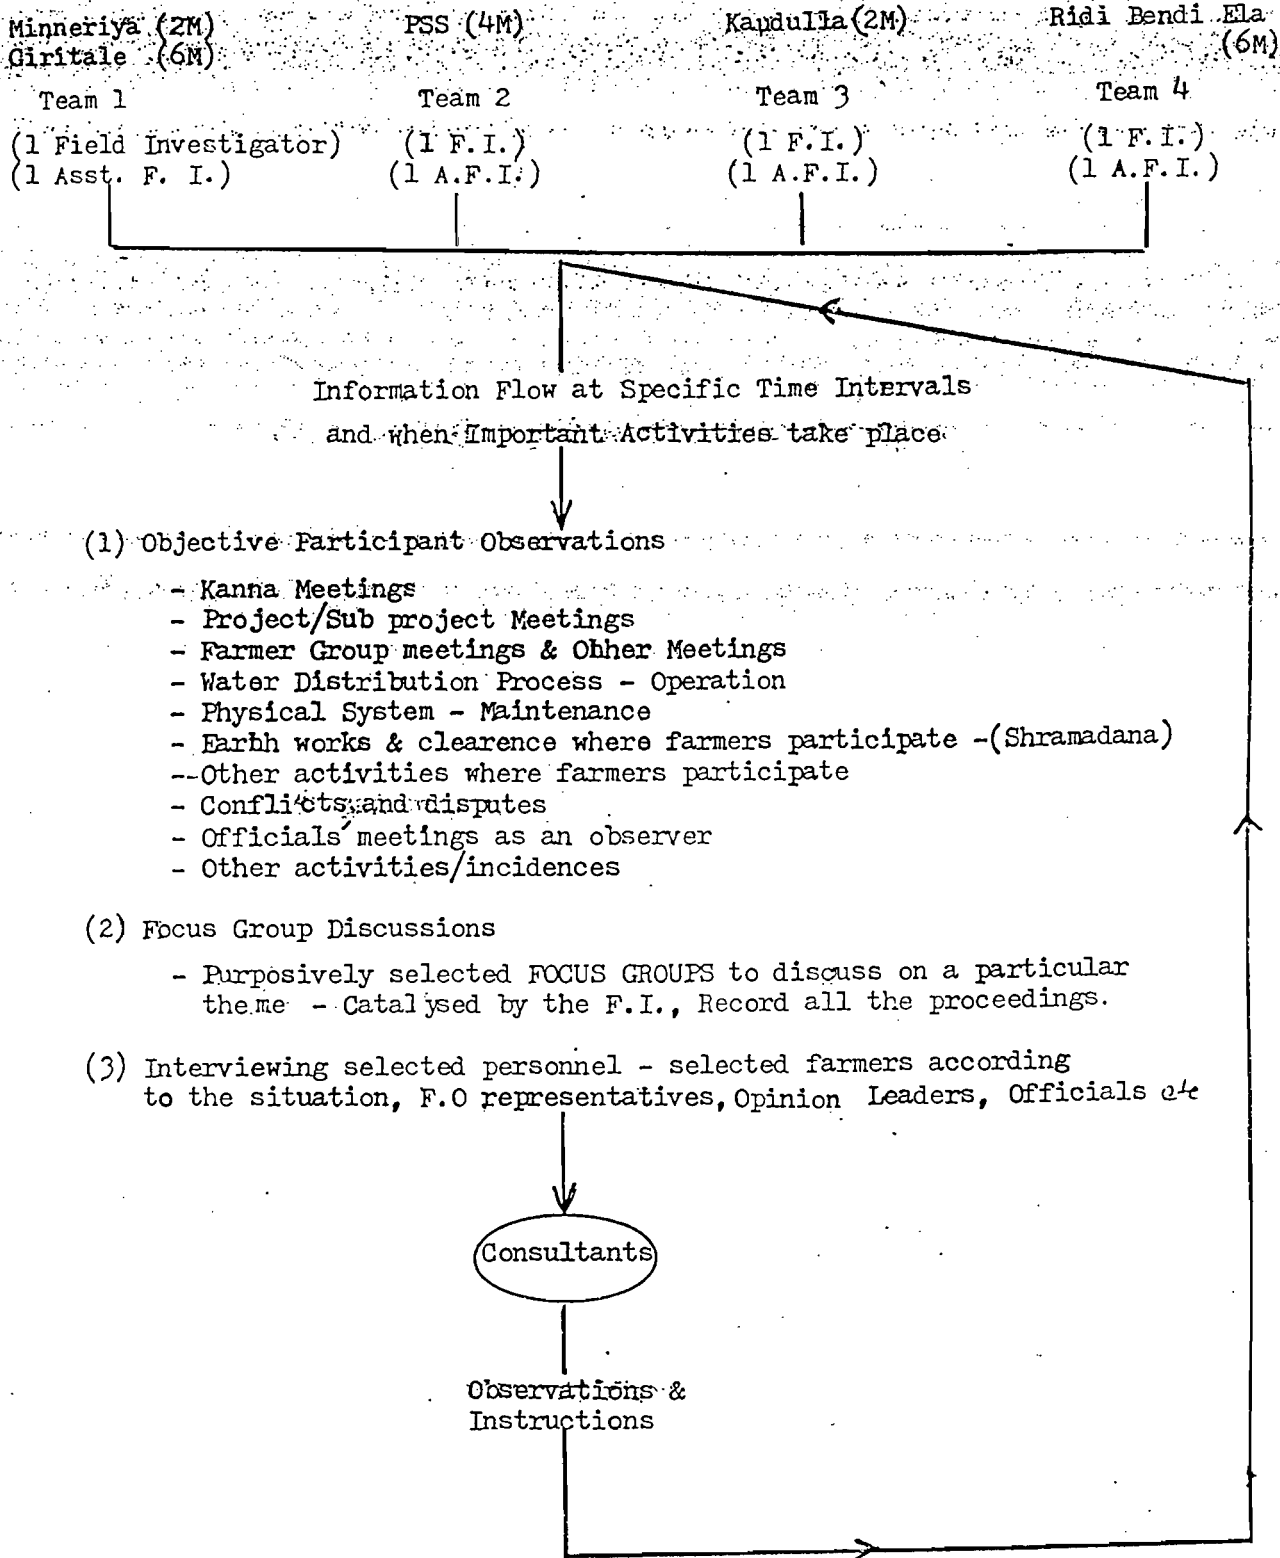 Minneriya (2M)
Giritale (6M)
PSS (4M)
Kaudulla (2M)
Ridi Bendi Ela
(6M)
Team 1
(1 Field Investigator)
(1 Asst. F. I.)
Team 2
(1 F.I.)
(1 A.F.I.)
Team 3
(1 F.I.)
(1 A.F.I.)
Team 4
(1 F.I.)
(1 A.F.I.)
Information Flow at Specific Time Intervals
and when Important Activities take place
(1) Objective Participant Observations
- Kanna Meetings
- Project/Sub project Meetings
- Farmer Group meetings & Obher Meetings
- Water Distribution Process - Operation
- Physical System - Maintenance
- Earbh works & clearence where farmers participate -(Shramadana)
--Other activities where farmers participate
- Conflicts and disputes
- Officials' meetings as an observer
- Other activities/incidences
(2) Focus Group Discussions
- Purposively selected FOCUS GROUPS to discuss on a particular
theme - Catalysed by the F.I., Record all the proceedings.
(3) Interviewing selected personnel - selected farmers according
to the situation, F.O representatives, Opinion Leaders, Officials etc
Consultants
Observations &
Instructions